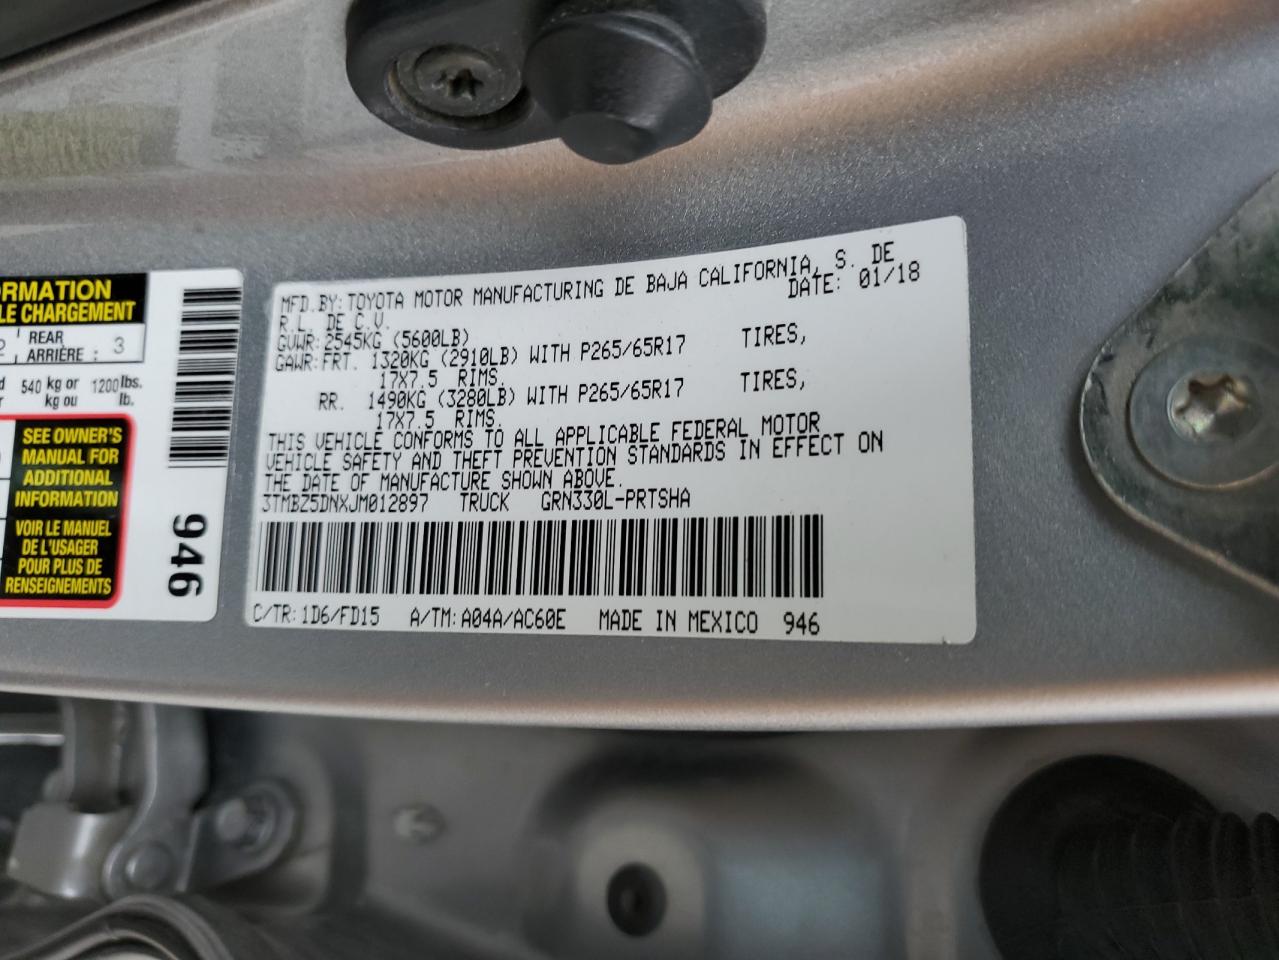 RMATION
LE CHARGEMENT
2 REAR ARRIÈRE : 3
540 kg or kg ou 1200 lbs. lb.
SEE OWNER'S
MANUAL FOR
ADDITIONAL
INFORMATION
VOIR LE MANUEL
DE L'USAGER
POUR PLUS DE
RENSEIGNEMENTS
946
MFD. BY: TOYOTA MOTOR MANUFACTURING DE BAJA CALIFORNIA, S. DE
R.L. DE C.V. DATE: 01/18
GVWR: 2545KG (5600LB)
GAWR: FRT. 1320KG (2910LB) WITH P265/65R17 TIRES,
17X7.5 RIMS.
RR. 1490KG (3280LB) WITH P265/65R17 TIRES,
17X7.5 RIMS.
THIS VEHICLE CONFORMS TO ALL APPLICABLE FEDERAL MOTOR
VEHICLE SAFETY AND THEFT PREVENTION STANDARDS IN EFFECT ON
THE DATE OF MANUFACTURE SHOWN ABOVE.
3TMBZ5DNXJM012897 TRUCK GRN330L-PRTSHA
C/TR: 1D6/FD15 A/TM: A04A/AC60E MADE IN MEXICO 946